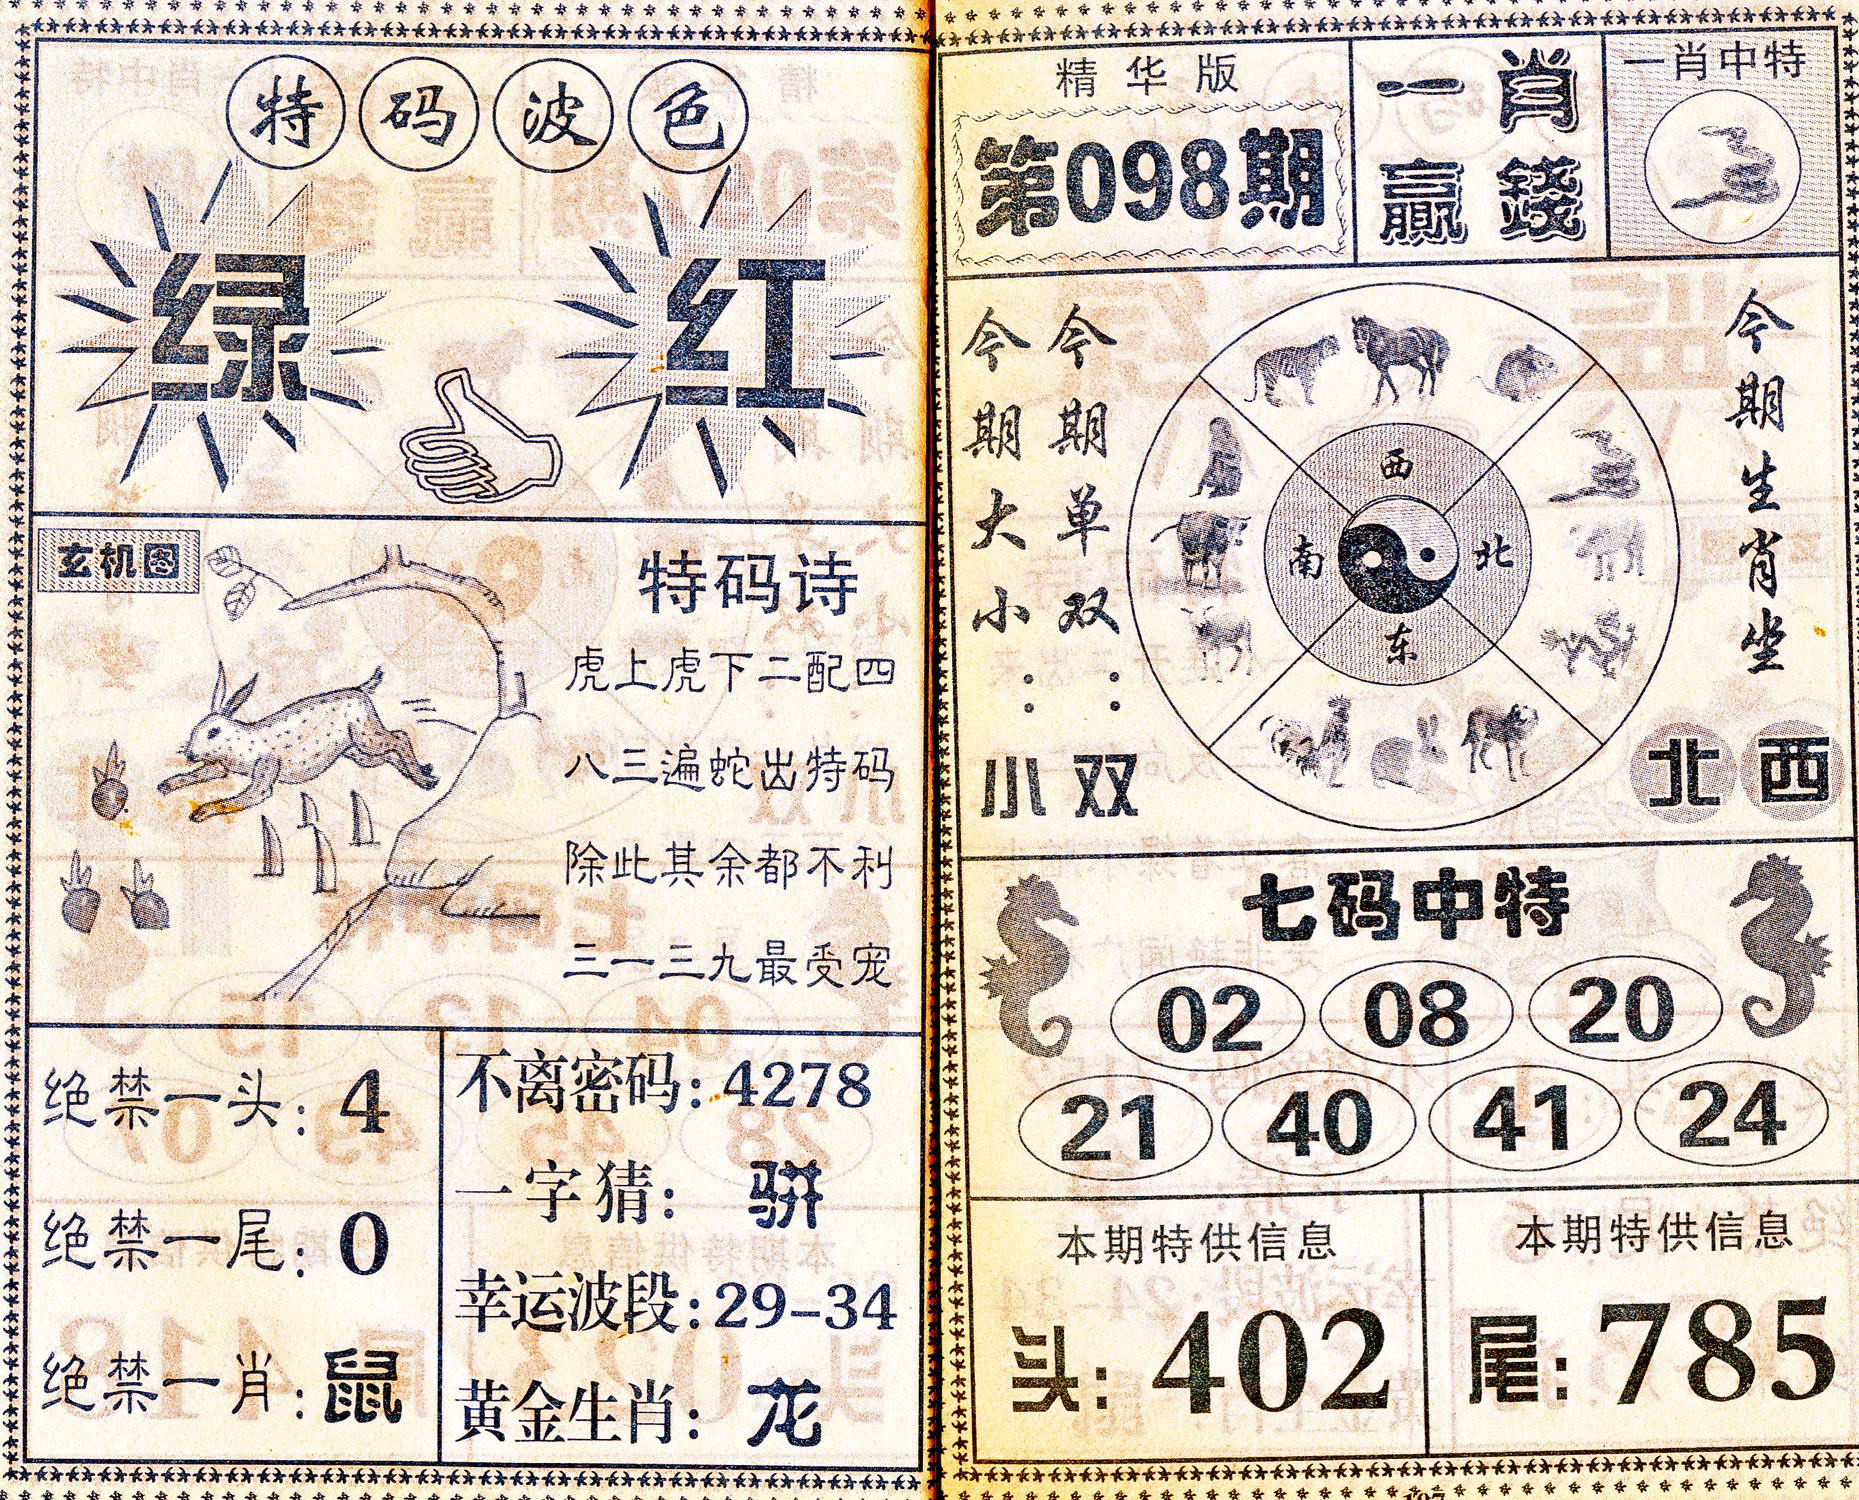 特码波色
绿 红
玄机图
特码诗
虎上虎下二配四
八三遍蛇出特码
除此其余都不利
三一三九最受宠
绝禁一头：4
绝禁一尾：0
绝禁一肖：鼠
不离密码：4278
一字猜：骈
幸运波段：29-34
黄金生肖：龙
精华版
第098期
一肖
赢錢
一肖中特
今期大小：小
今期单双：双
西
南 北
东
今期生肖坐
北西
七码中特
02 08 20
21 40 41 24
本期特供信息
头：402
本期特供信息
尾：785